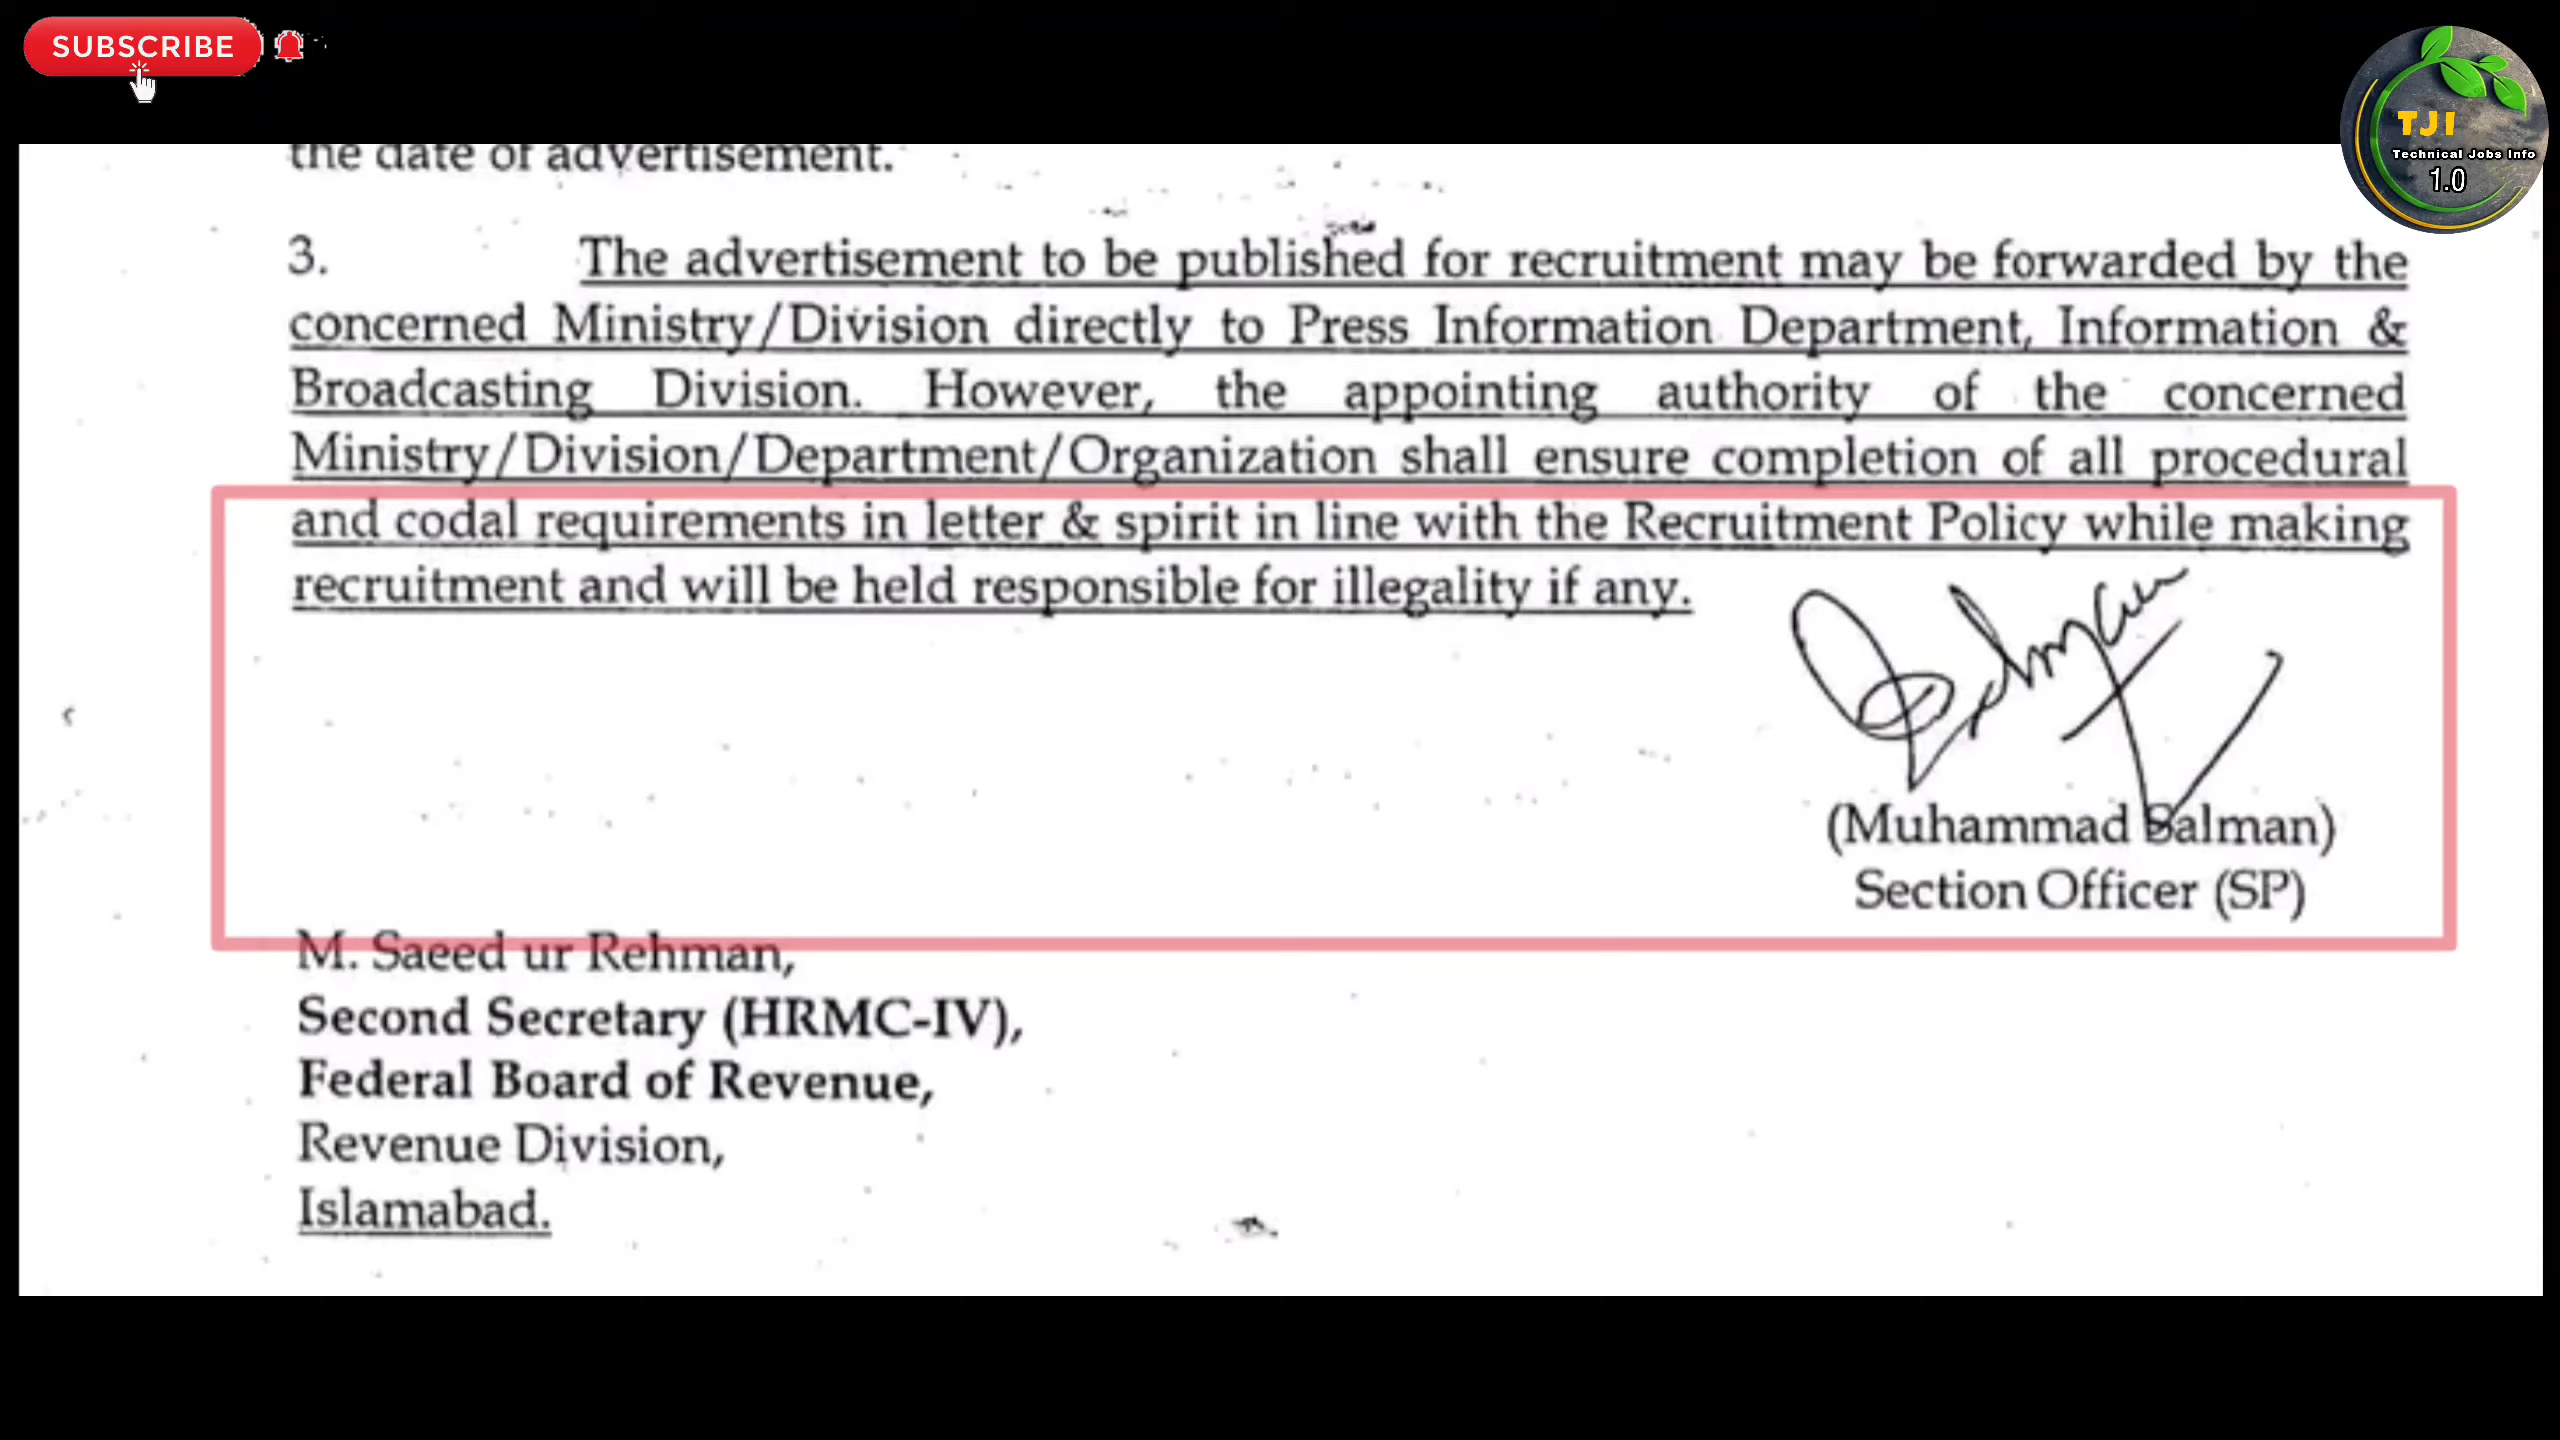 SUBSCRIBE
TJI
Technical Jobs Info
1.0
the date of advertisement.
3. The advertisement to be published for recruitment may be forwarded by the
concerned Ministry/Division directly to Press Information Department, Information &
Broadcasting Division. However, the appointing authority of the concerned
Ministry/Division/Department/Organization shall ensure completion of all procedural
and codal requirements in letter & spirit in line with the Recruitment Policy while making
recruitment and will be held responsible for illegality if any.
Salman
(Muhammad Salman)
Section Officer (SP)
M. Saeed ur Rehman,
Second Secretary (HRMC-IV),
Federal Board of Revenue,
Revenue Division,
Islamabad.